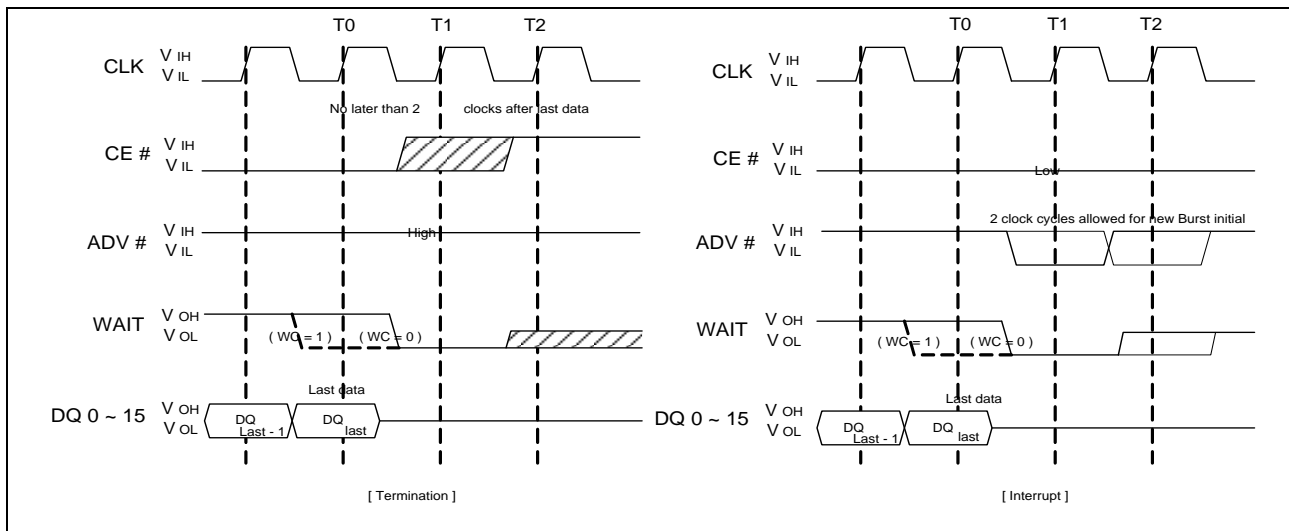 T0 T1 T2
CLK V IH
V IL
No later than 2 clocks after last data
CE # V IH
V IL
ADV # V IH
V IL
High
WAIT V OH
V OL
( WC = 1 ) ( WC = 0 )
Last data
DQ 0 ~ 15 V OH
V OL
DQ Last - 1
DQ last
[ Termination ]
T0 T1 T2
CLK V IH
V IL
CE # V IH
V IL
Low
2 clock cycles allowed for new Burst initial
ADV # V IH
V IL
WAIT V OH
V OL
( WC = 1 ) ( WC = 0 )
Last data
DQ 0 ~ 15 V OH
V OL
DQ Last - 1
DQ last
[ Interrupt ]